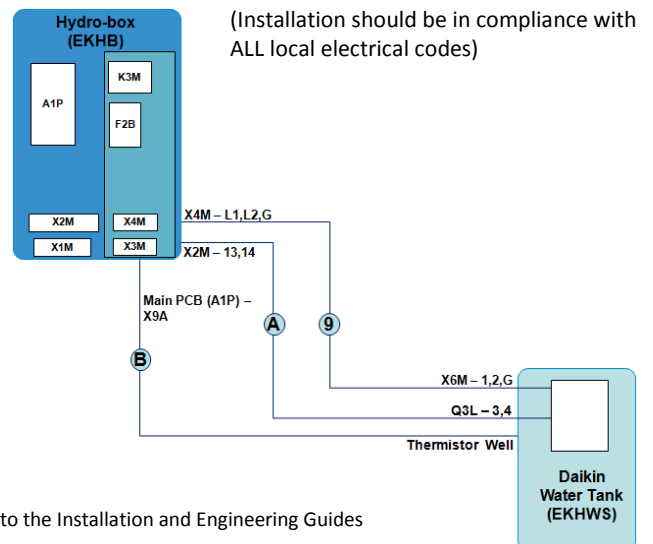 Hydro-box
(EKHB)
(Installation should be in compliance with
ALL local electrical codes)
K3M
A1P
F2B
X2M
X4M
X1M
X3M
X4M – L1,L2,G
X2M – 13,14
Main PCB (A1P) –
X9A
A
9
B
X6M – 1,2,G
Q3L – 3,4
Thermistor Well
Daikin
Water Tank
(EKHWS)
to the Installation and Engineering Guides